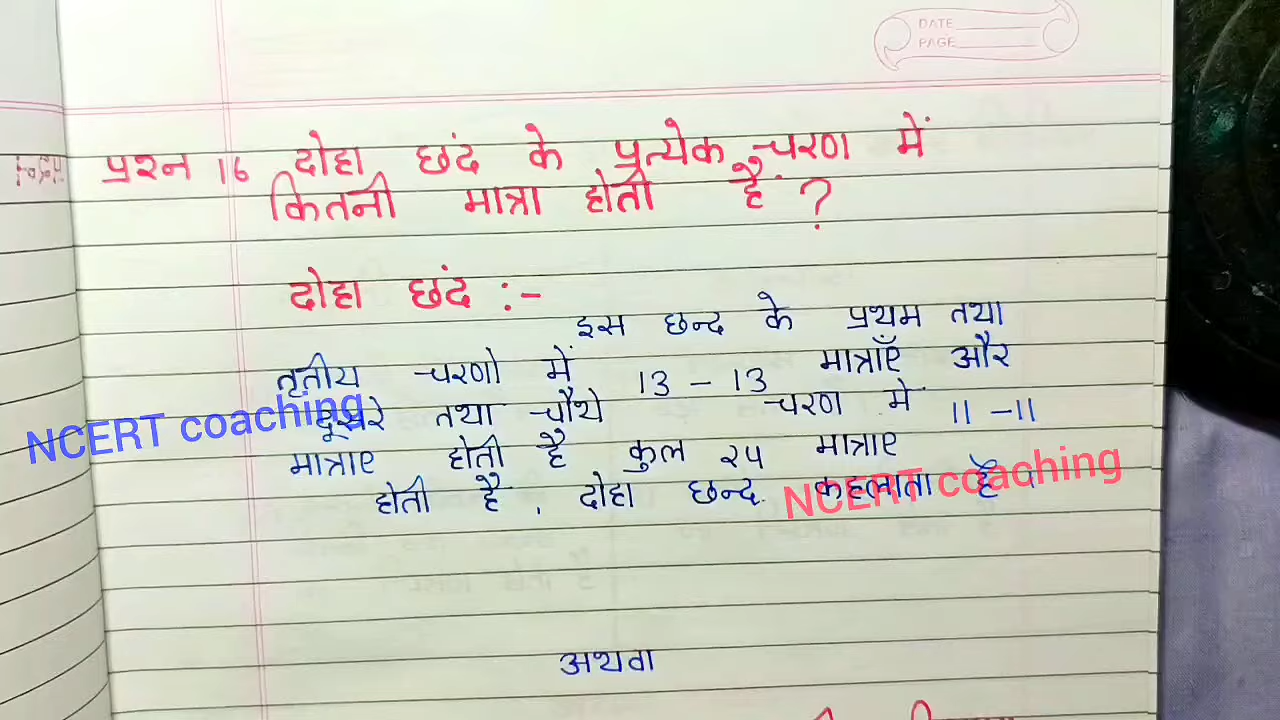 DATE
PAGE
प्रश्न 16 दोहा छंद के प्रत्येक चरण में
कितनी मात्रा होती है ?
दोहा छंद :-
इस छन्द के प्रथम तथा
तृतीय चरणो में 13 - 13 मात्राएँ और
दूसरे तथा चौथे चरण में 11 - 11
NCERT coaching
मात्राए होती है कुल २५ मात्राए
NCERT coaching
होती है . दोहा छन्द कहलाता है ।
अथवा